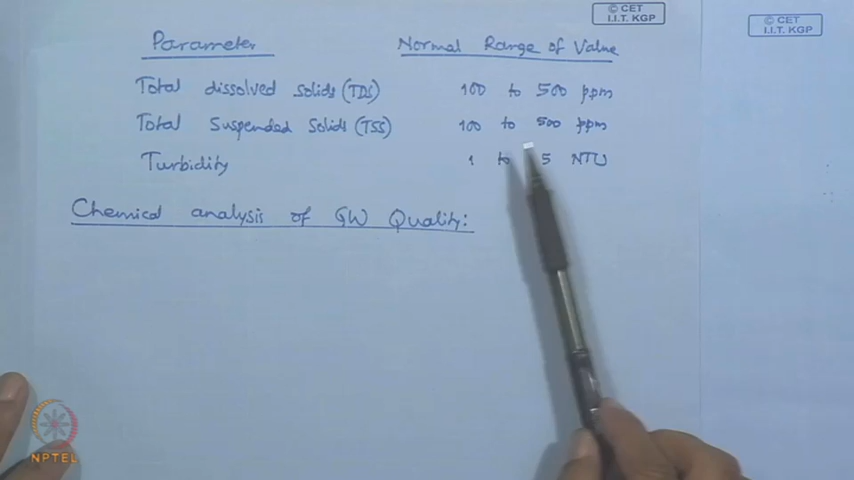 © CET
I.I.T. KGP
© CET
I.I.T. KGP
Parameter Normal Range of Value
Total dissolved solids (TDS) 100 to 500 ppm
Total Suspended Solids (TSS) 100 to 500 ppm
Turbidity 1 to 5 NTU
Chemical analysis of GW Quality:
NPTEL